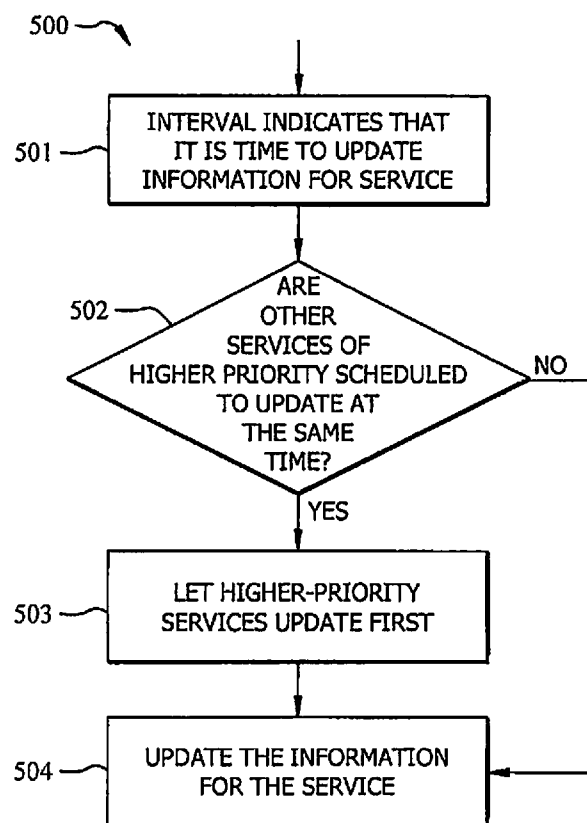 500
501
INTERVAL INDICATES THAT
IT IS TIME TO UPDATE
INFORMATION FOR SERVICE
502
ARE
OTHER
SERVICES OF
HIGHER PRIORITY SCHEDULED
TO UPDATE AT
THE SAME
TIME?
NO
YES
503
LET HIGHER-PRIORITY
SERVICES UPDATE FIRST
504
UPDATE THE INFORMATION
FOR THE SERVICE